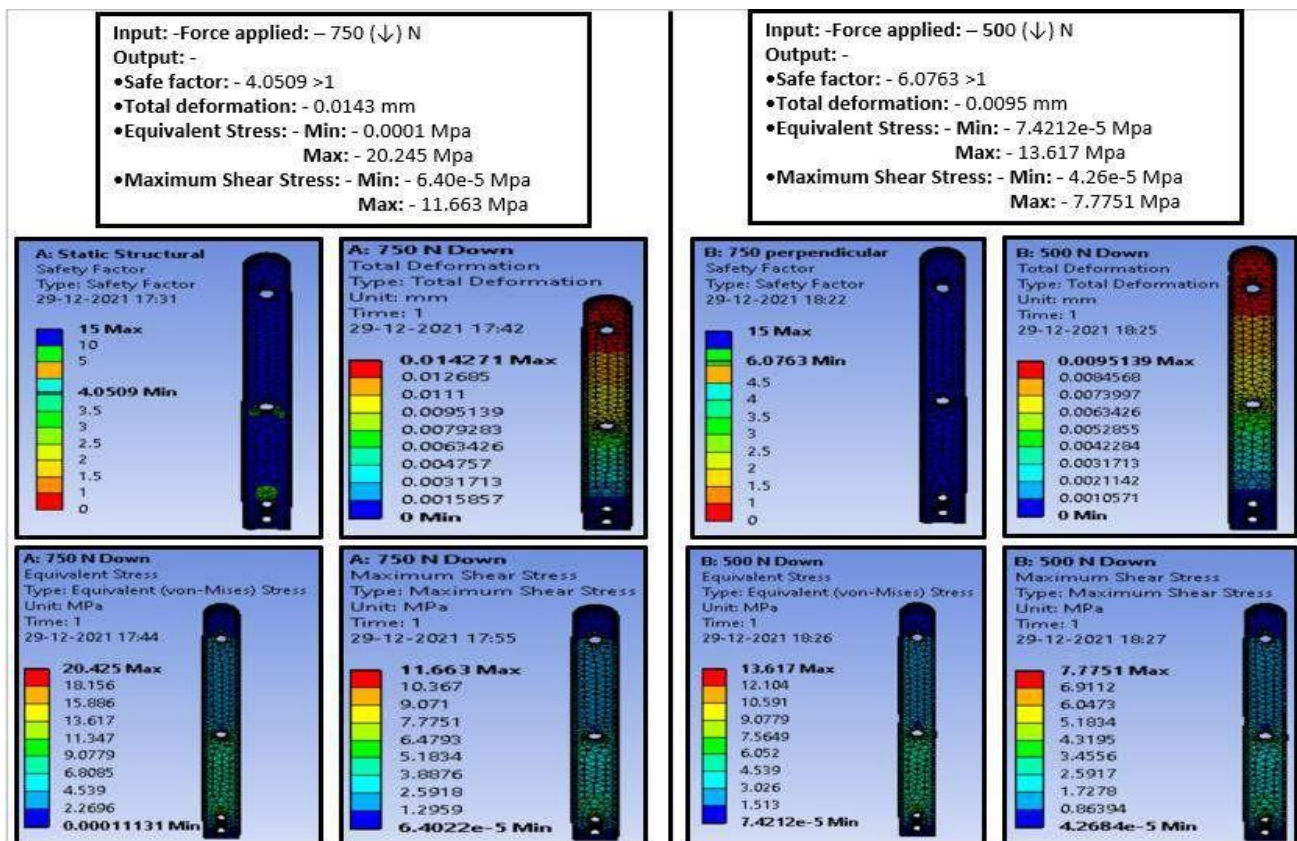 Input: -Force applied: – 750 (↓) N
Output: -
•Safe factor: - 4.0509 >1
•Total deformation: - 0.0143 mm
•Equivalent Stress: - Min: - 0.0001 Mpa
Max: - 20.245 Mpa
•Maximum Shear Stress: - Min: - 6.40e-5 Mpa
Max: - 11.663 Mpa
Input: -Force applied: – 500 (↓) N
Output: -
•Safe factor: - 6.0763 >1
•Total deformation: - 0.0095 mm
•Equivalent Stress: - Min: - 7.4212e-5 Mpa
Max: - 13.617 Mpa
•Maximum Shear Stress: - Min: - 4.26e-5 Mpa
Max: - 7.7751 Mpa
A: Static Structural
Safety Factor
Type: Safety Factor
29-12-2021 17:31
15 Max
10
5
4.0509 Min
3.5
3
2.5
2
1.5
1
0
A: 750 N Down
Total Deformation
Type: Total Deformation
Unit: mm
Time: 1
29-12-2021 17:42
0.014271 Max
0.012685
0.0111
0.0095139
0.0079283
0.0063426
0.004757
0.0031713
0.0015857
0 Min
B: 750 perpendicular
Safety Factor
Type: Safety Factor
29-12-2021 18:22
15 Max
6.0763 Min
4.5
4
3.5
3
2.5
2
1.5
1
0
B: 500 N Down
Total Deformation
Type: Total Deformation
Unit: mm
Time: 1
29-12-2021 18:25
0.0095139 Max
0.0084568
0.0073997
0.0063426
0.0052855
0.0042284
0.0031713
0.0021142
0.0010571
0 Min
A: 750 N Down
Equivalent Stress
Type: Equivalent (von-Mises) Stress
Unit: MPa
Time: 1
29-12-2021 17:44
20.425 Max
18.156
15.886
13.617
11.347
9.0779
6.8085
4.539
2.2696
0.00011131 Min
A: 750 N Down
Maximum Shear Stress
Type: Maximum Shear Stress
Unit: MPa
Time: 1
29-12-2021 17:55
11.663 Max
10.367
9.071
7.7751
6.4793
5.1834
3.8876
2.5918
1.2959
6.4022e-5 Min
B: 500 N Down
Equivalent Stress
Type: Equivalent (von-Mises) Stress
Unit: MPa
Time: 1
29-12-2021 18:26
13.617 Max
12.104
10.591
9.0779
7.5649
6.052
4.539
3.026
1.513
7.4212e-5 Min
B: 500 N Down
Maximum Shear Stress
Type: Maximum Shear Stress
Unit: MPa
Time: 1
29-12-2021 18:27
7.7751 Max
6.9112
6.0473
5.1834
4.3195
3.4556
2.5917
1.7278
0.86394
4.2684e-5 Min